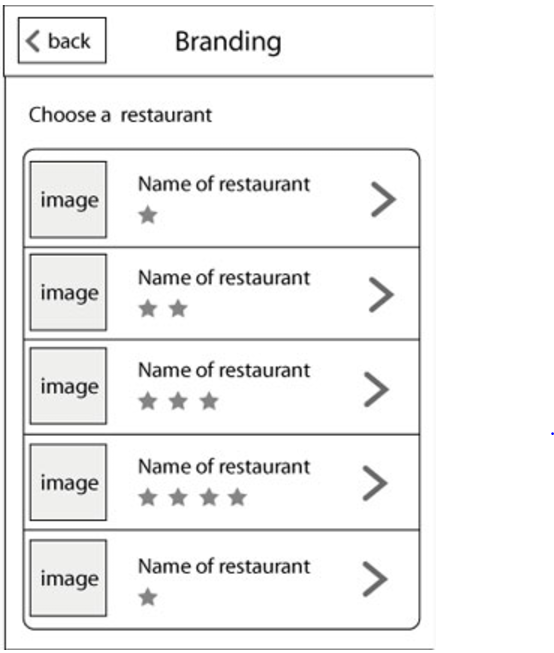 back
Branding
Choose a restaurant
image
Name of restaurant
image
Name of restaurant
image
Name of restaurant
image
Name of restaurant
image
Name of restaurant